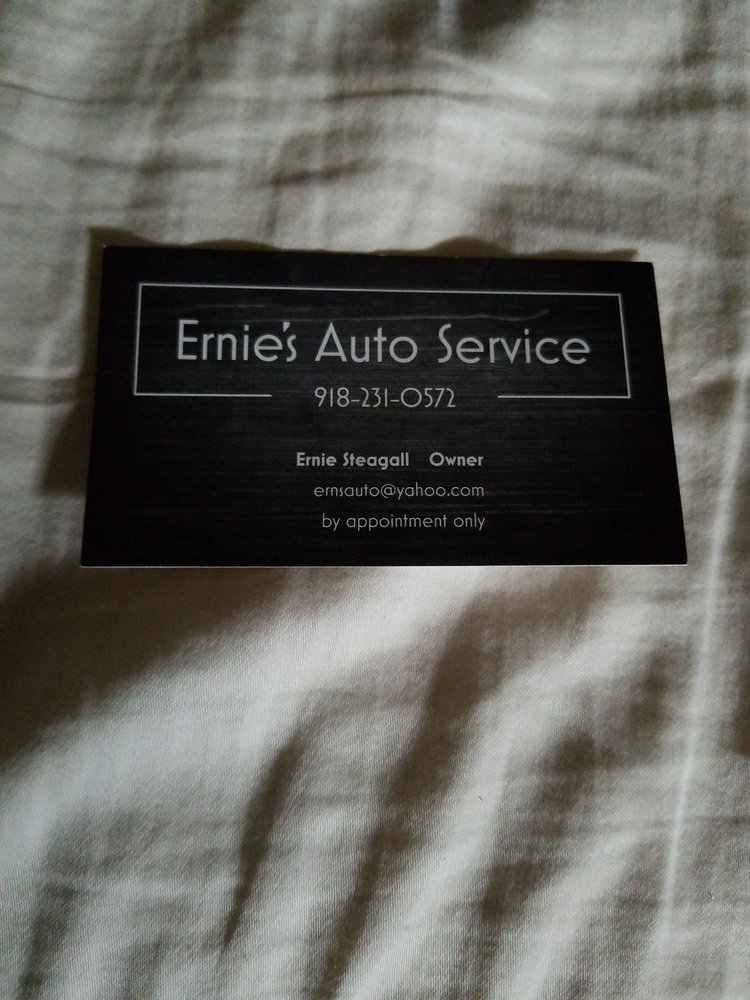 Ernie's Auto Service
918-231-0572
Ernie Steagall Owner
ernsauto@yahoo.com
by appointment only